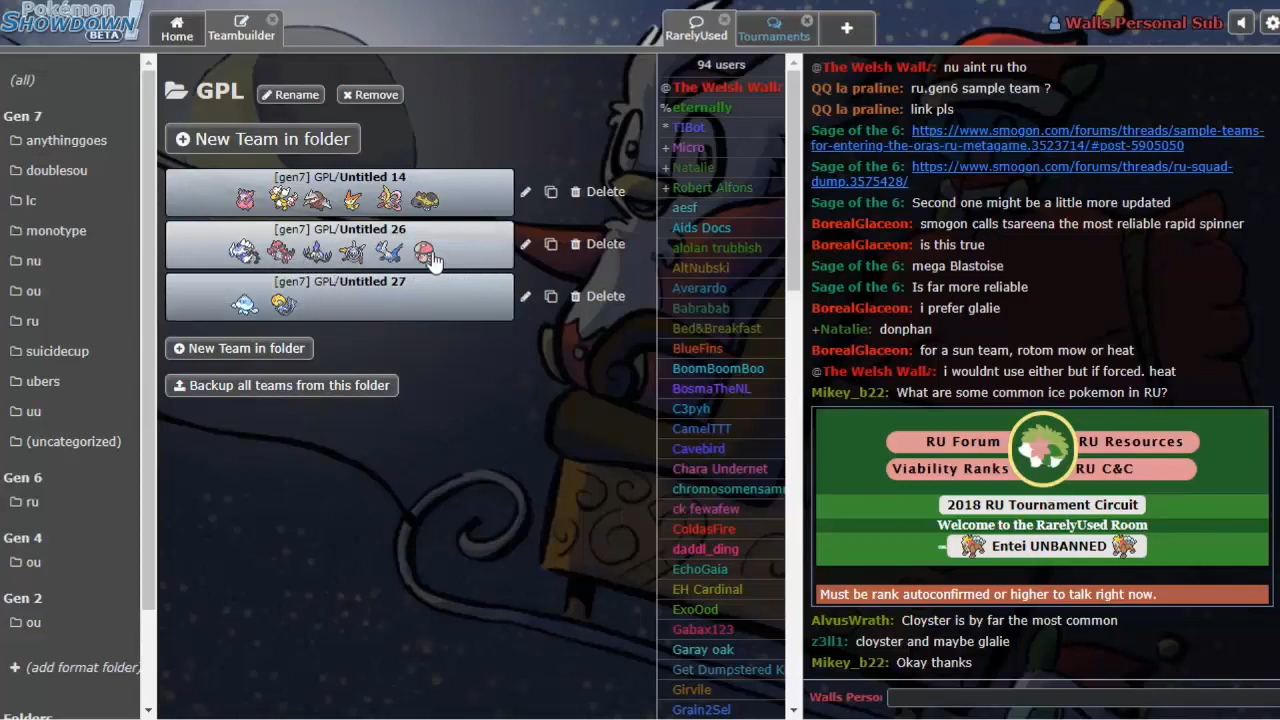 Pokémon
SHOWDOWN!
BETA
Home
Teambuilder
RarelyUsed
Tournaments
Walls Personal Sub
(all)
Gen 7
anythinggoes
doublesou
lc
monotype
nu
ou
ru
suicidecup
ubers
uu
(uncategorized)
Gen 6
ru
Gen 4
ou
Gen 2
ou
(add format folder)
Folders
GPL
Rename
Remove
New Team in folder
[gen7] GPL/Untitled 14
Delete
[gen7] GPL/Untitled 26
Delete
[gen7] GPL/Untitled 27
Delete
New Team in folder
Backup all teams from this folder
94 users
@The Welsh Wall♪
%eternally
*TIBot
+Micro
+Natalie
+Robert Alfons
aesf
Aids Docs
alolan trubbish
AltNubski
Averardo
Babrabab
Bed&Breakfast
BlueFins
BoomBoomBoo
BosmaTheNL
C3pyh
CamelTTT
Cavebird
Chara Undernet
chromosomensam
ck fewafew
ColdasFire
daddl_ding
EchoGaia
EH Cardinal
ExoOod
Gabax123
Garay oak
Get Dumpstered K
Girvile
Grain2Sel
@The Welsh Wall♪: nu aint ru tho
QQ la praline: ru.gen6 sample team ?
QQ la praline: link pls
Sage of the 6: https://www.smogon.com/forums/threads/sample-teams-
for-entering-the-oras-ru-metagame.3523714/#post-5905050
Sage of the 6: https://www.smogon.com/forums/threads/ru-squad-
dump.3575428/
Sage of the 6: Second one might be a little more updated
BorealGlaceon: smogon calls tsareena the most reliable rapid spinner
BorealGlaceon: is this true
Sage of the 6: mega Blastoise
Sage of the 6: Is far more reliable
BorealGlaceon: i prefer glalie
+Natalie: donphan
BorealGlaceon: for a sun team, rotom mow or heat
@The Welsh Wall♪: i wouldnt use either but if forced. heat
Mikey_b22: What are some common ice pokemon in RU?
RU Forum
RU Resources
Viability Ranks
RU C&C
2018 RU Tournament Circuit
Welcome to the RarelyUsed Room
Entei UNBANNED
Must be rank autoconfirmed or higher to talk right now.
AlvusWrath: Cloyster is by far the most common
z3ll1: cloyster and maybe glalie
Mikey_b22: Okay thanks
Walls Perso